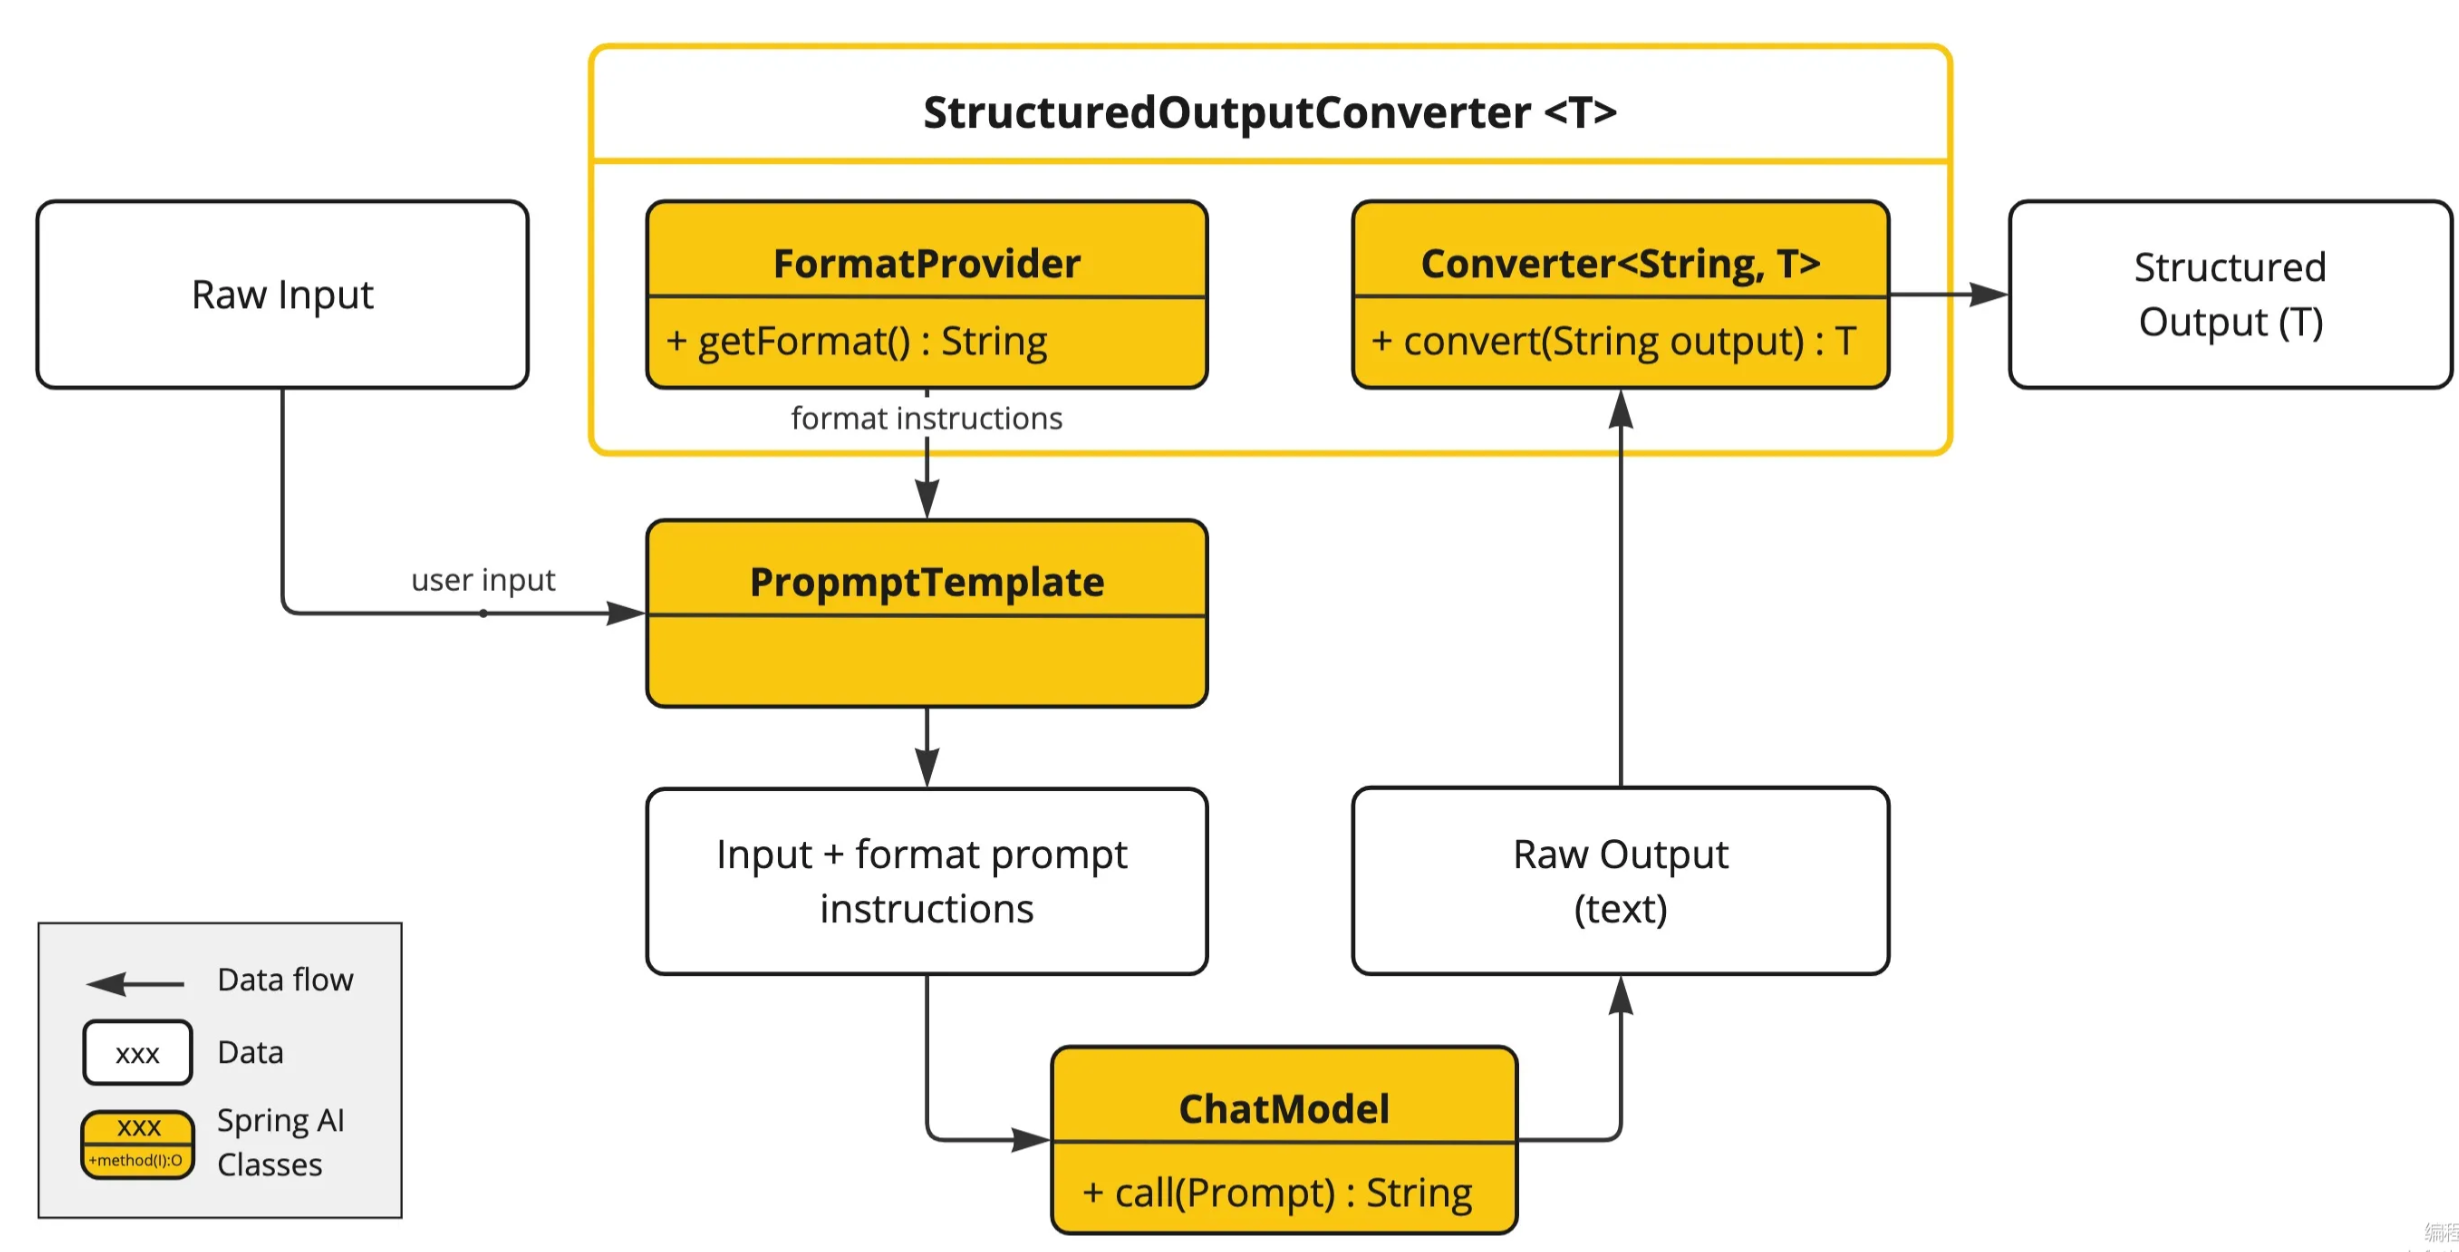 StructuredOutputConverter <T>
Raw Input
FormatProvider
+ getFormat() : String
Converter<String, T>
+ convert(String output) : T
Structured
Output (T)
format instructions
user input
PropmptTemplate
Input + format prompt
instructions
Raw Output
(text)
ChatModel
+ call(Prompt) : String
Data flow
xxx
Data
xxx
+method(I):O
Spring AI
Classes
编程